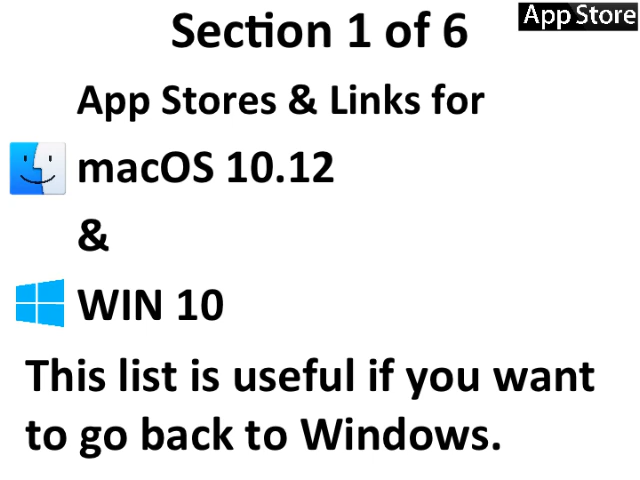 Section 1 of 6
App Store
App Stores & Links for
macOS 10.12
&
WIN 10
This list is useful if you want
to go back to Windows.